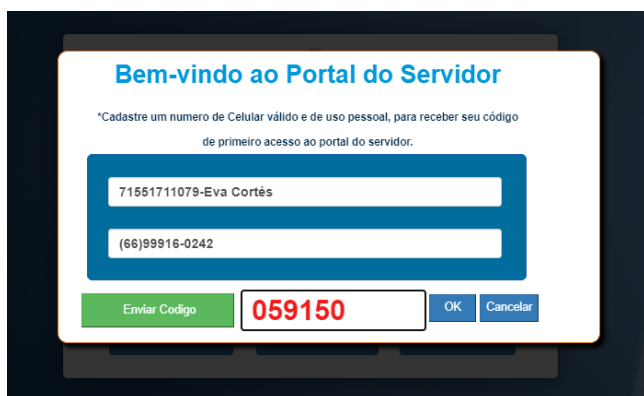 Bem-vindo ao Portal do Servidor
*Cadastre um numero de Celular válido e de uso pessoal, para receber seu código
de primeiro acesso ao portal do servidor.
71551711079-Eva Cortés
(66)99916-0242
Enviar Codigo 059150 OK Cancelar